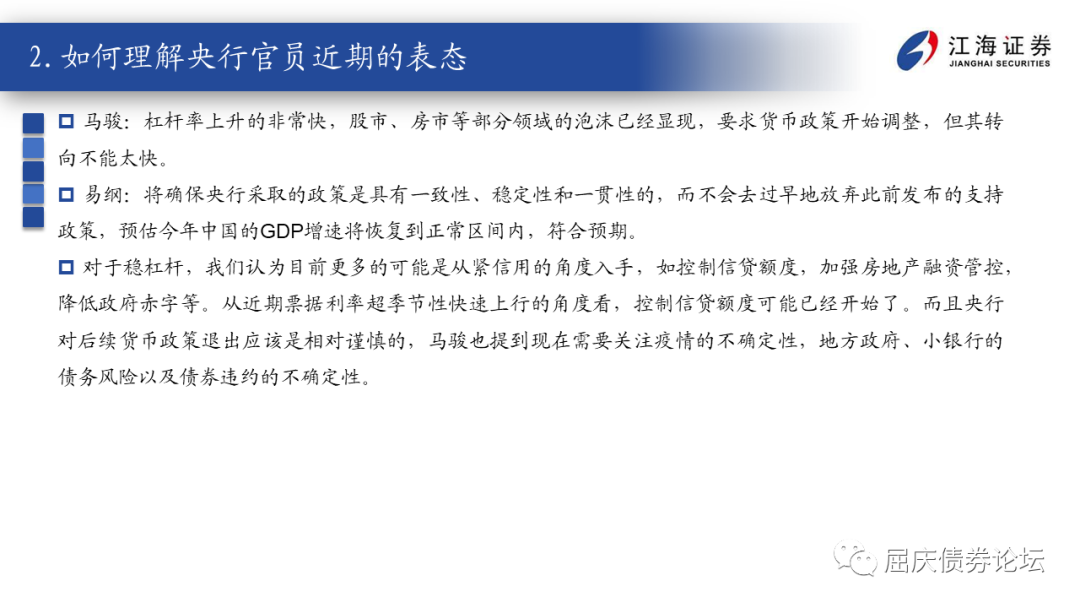 2. 如何理解央行官员近期的表态
江海证券
JIANGHAI SECURITIES
马骏：杠杆率上升的非常快，股市、房市等部分领域的泡沫已经显现，要求货币政策开始调整，但其转
向不能太快。
易纲：将确保央行采取的政策是具有一致性、稳定性和一贯性的，而不会去过早地放弃此前发布的支持
政策，预估今年中国的GDP增速将恢复到正常区间内，符合预期。
对于稳杠杆，我们认为目前更多的可能是从紧信用的角度入手，如控制信贷额度，加强房地产融资管控，
降低政府赤字等。从近期票据利率超季节性快速上行的角度看，控制信贷额度可能已经开始了。而且央行
对后续货币政策退出应该是相对谨慎的，马骏也提到现在需要关注疫情的不确定性，地方政府、小银行的
债务风险以及债券违约的不确定性。
屈庆债券论坛